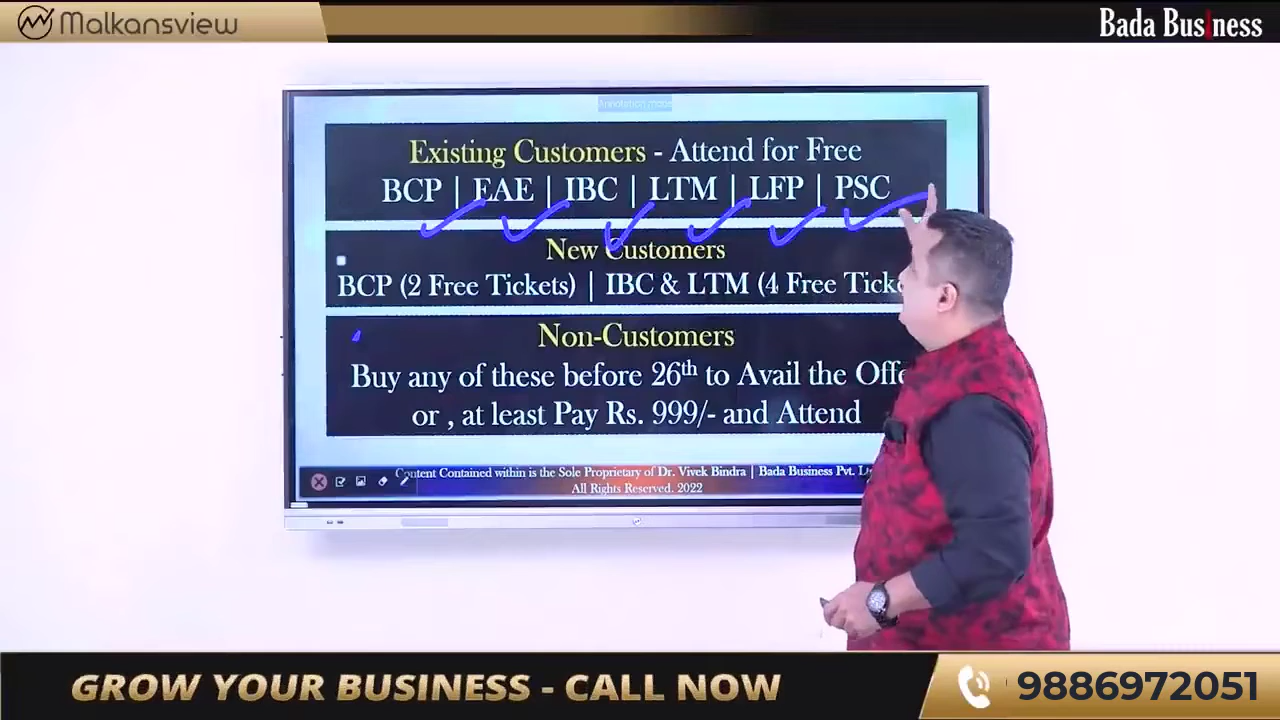 Malkansview
Bada Business
Annotation mode
Existing Customers - Attend for Free
BCP | EAE | IBC | LTM | LFP | PSC
New Customers
BCP (2 Free Tickets) | IBC & LTM (4 Free
Non-Customers
Buy any of these before 26th to Avail the
or , at least Pay Rs. 999/- and Attend
Content Contained within is the Sole Proprietary of Dr. Vivek Bindra | Bada Business Pvt.
All Rights Reserved. 2022
GROW YOUR BUSINESS - CALL NOW
9886972051